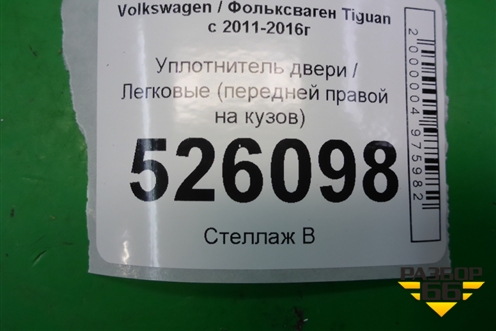 Volkswagen / Фольксваген Tiguan
с 2011-2016г
Уплотнитель двери /
Легковые (передней правой
на кузов)
526098
Стеллаж В
2000004975982
РАЗБОР
66